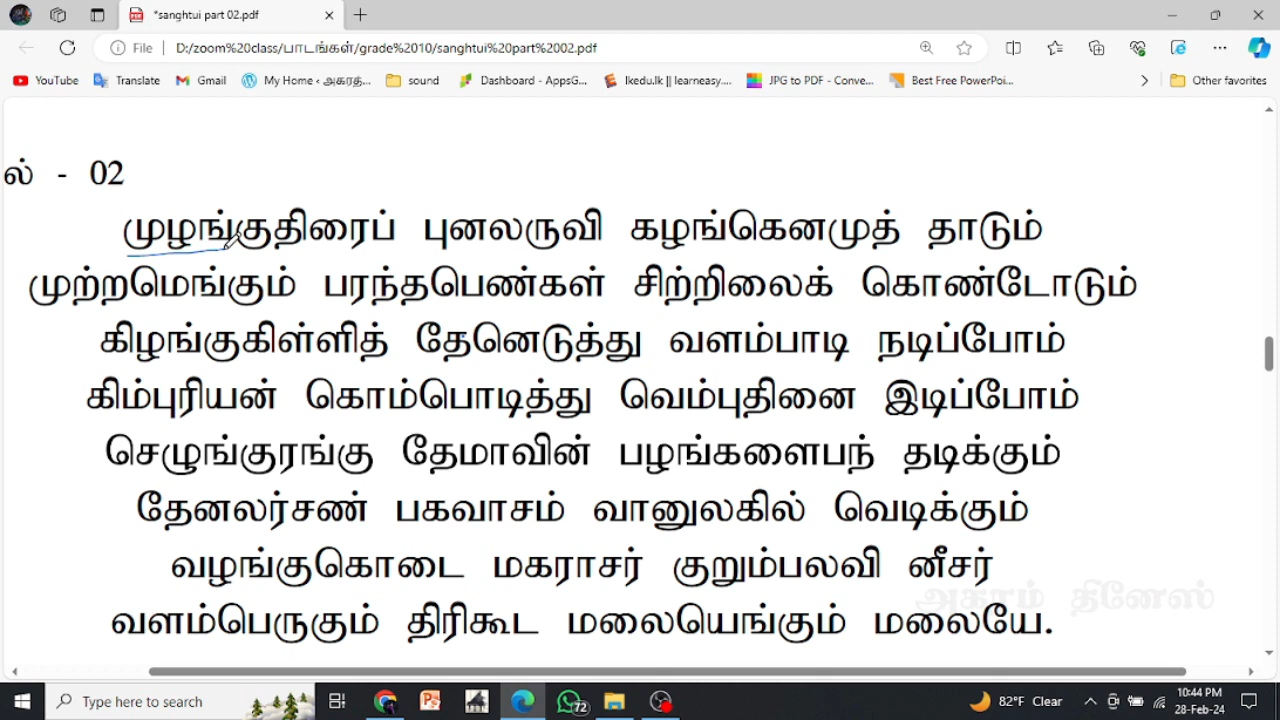 *sanghtui part 02.pdf
File D:/zoom%20class/பாடங்கள்/grade%2010/sanghtui%20part%2002.pdf
YouTube Translate Gmail My Home ‹ அகரத்... sound Dashboard - AppsG... lkedu.lk || learneasy.... JPG to PDF - Conve... Best Free PowerPoi... Other favorites
ல் - 02
முழங்குதிரைப் புனலருவி கழங்கெனமுத் தாடும்
முற்றமெங்கும் பரந்தபெண்கள் சிற்றிலைக் கொண்டோடும்
கிழங்குகிள்ளித் தேனெடுத்து வளம்பாடி நடிப்போம்
கிம்புரியன் கொம்பொடித்து வெம்புதினை இடிப்போம்
செழுங்குரங்கு தேமாவின் பழங்களைபந் தடிக்கும்
தேனலர்சண் பகவாசம் வானுலகில் வெடிக்கும்
வழங்குகொடை மகராசர் குறும்பலவி னீசர்
அகரம் தினேஸ்
வளம்பெருகும் திரிகூட மலையெங்கும் மலையே.
Type here to search 72 82°F Clear 10:44 PM
28-Feb-24